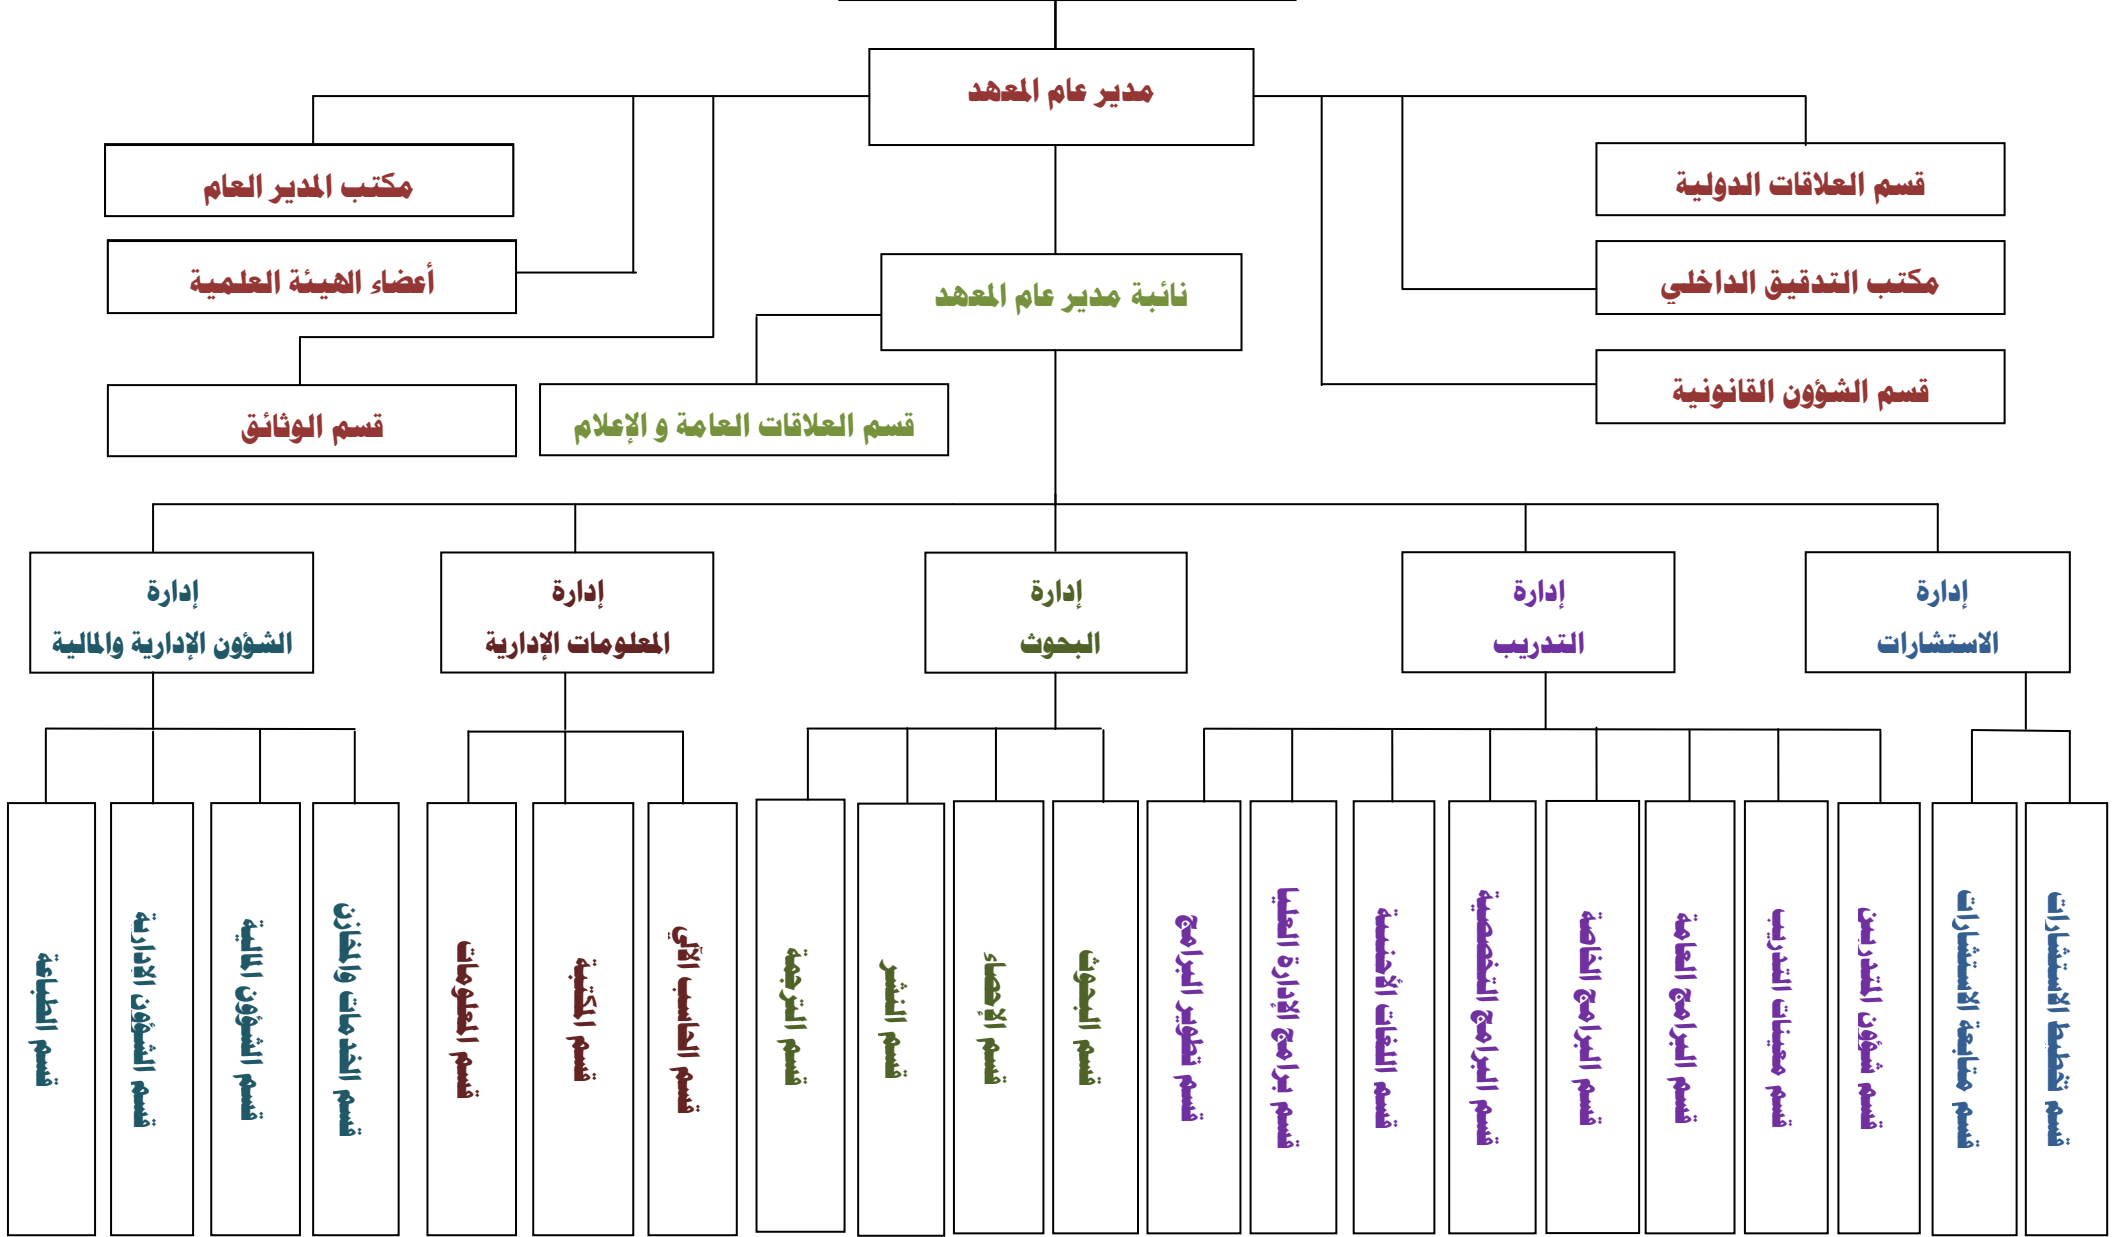 مدير عام المعهد
قسم العلاقات الدولية
مكتب المدير العام
مكتب التدقيق الداخلي
أعضاء الهيئة العلمية
نائبة مدير عام المعهد
قسم الشؤون القانونية
قسم العلاقات العامة و الإعلام
قسم الوثائق
إدارة
الاستشارات
إدارة
التدريب
إدارة
البحوث
إدارة
المعلومات الإدارية
إدارة
الشؤون الإدارية والمالية
قسم تخطيط الاستشارات
قسم متابعة الاستشارات
قسم شؤون المتدربين
قسم معينات التدريب
قسم البرامج العامة
قسم البرامج الخاصة
قسم البرامج التخصصية
قسم اللغات الأجنبية
قسم برامج الإدارة العليا
قسم تطوير البرامج
قسم البحوث
قسم الإحصاء
قسم النشر
قسم الترجمة
قسم الحاسب الآلي
قسم المكتبة
قسم المعلومات
قسم الخدمات والمخازن
قسم الشؤون المالية
قسم الشؤون الإدارية
قسم الطباعة